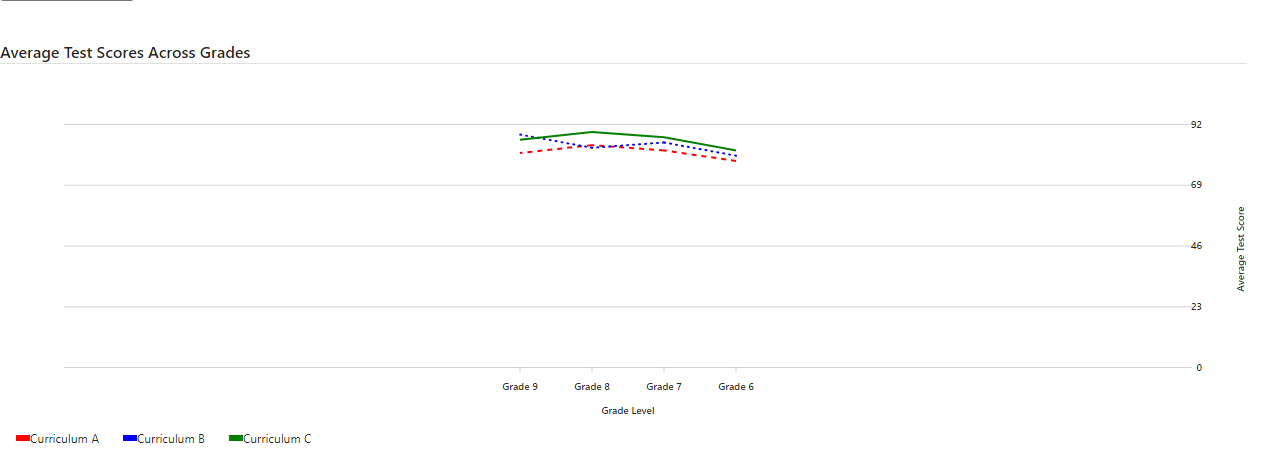 Average Test Scores Across Grades
92
69
46
23
0
Average Test Score
Grade 9 Grade 8 Grade 7 Grade 6
Grade Level
Curriculum A Curriculum B Curriculum C